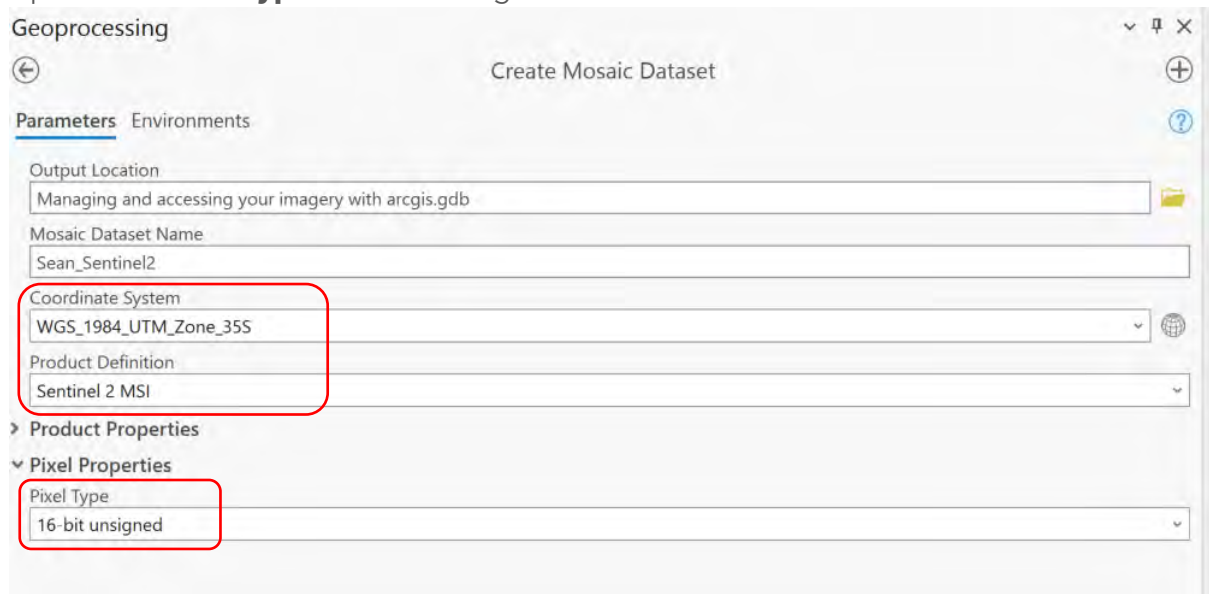 Geoprocessing
Create Mosaic Dataset
Parameters Environments
Output Location
Managing and accessing your imagery with arcgis.gdb
Mosaic Dataset Name
Sean_Sentinel2
Coordinate System
WGS_1984_UTM_Zone_35S
Product Definition
Sentinel 2 MSI
Product Properties
Pixel Properties
Pixel Type
16-bit unsigned